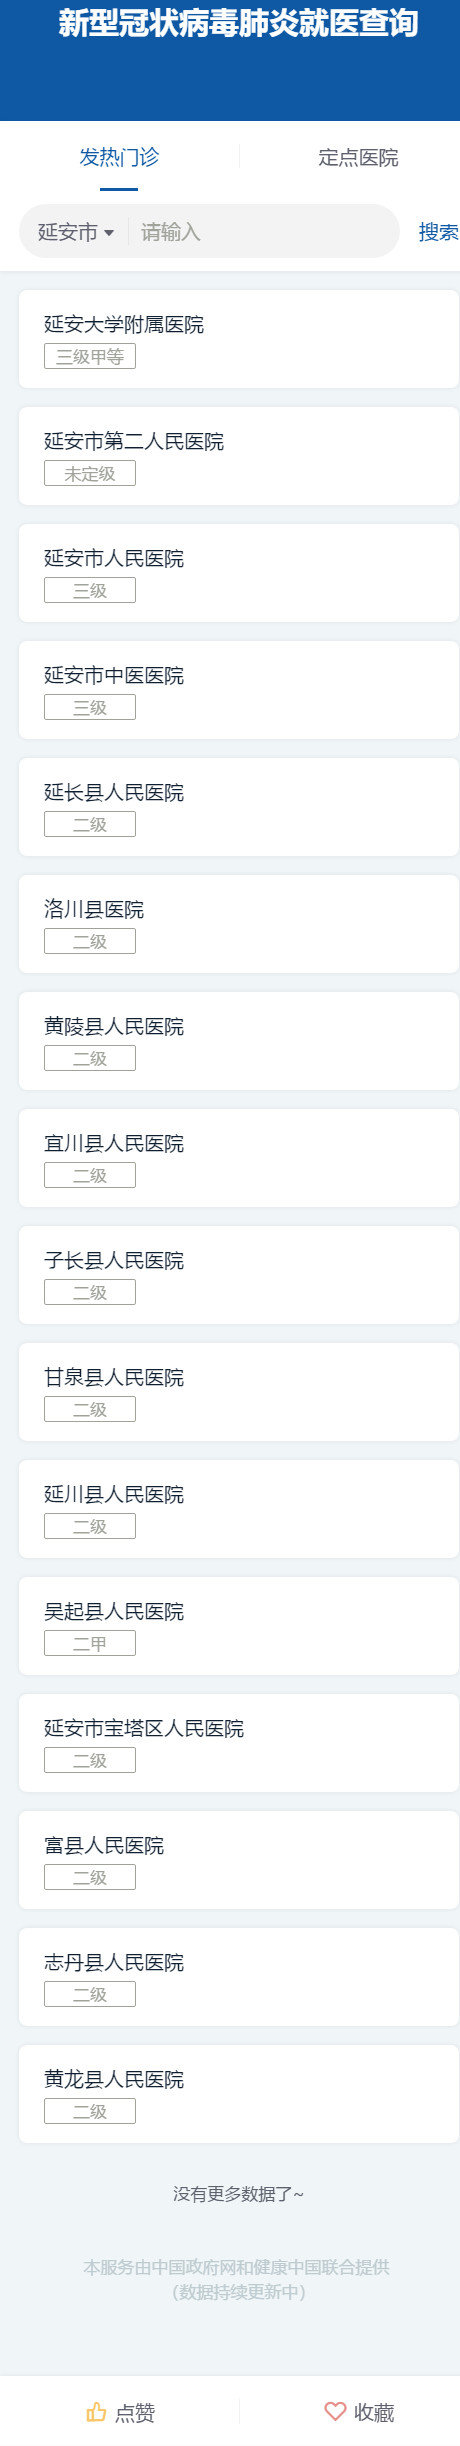 新型冠状病毒肺炎就医查询
发热门诊
定点医院
延安市
请输入
搜索
延安大学附属医院
三级甲等
延安市第二人民医院
未定级
延安市人民医院
三级
延安市中医医院
三级
延长县人民医院
二级
洛川县医院
二级
黄陵县人民医院
二级
宜川县人民医院
二级
子长县人民医院
二级
甘泉县人民医院
二级
延川县人民医院
二级
吴起县人民医院
二甲
延安市宝塔区人民医院
二级
富县人民医院
二级
志丹县人民医院
二级
黄龙县人民医院
二级
没有更多数据了~
本服务由中国政府网和健康中国联合提供
（数据持续更新中）
点赞
收藏